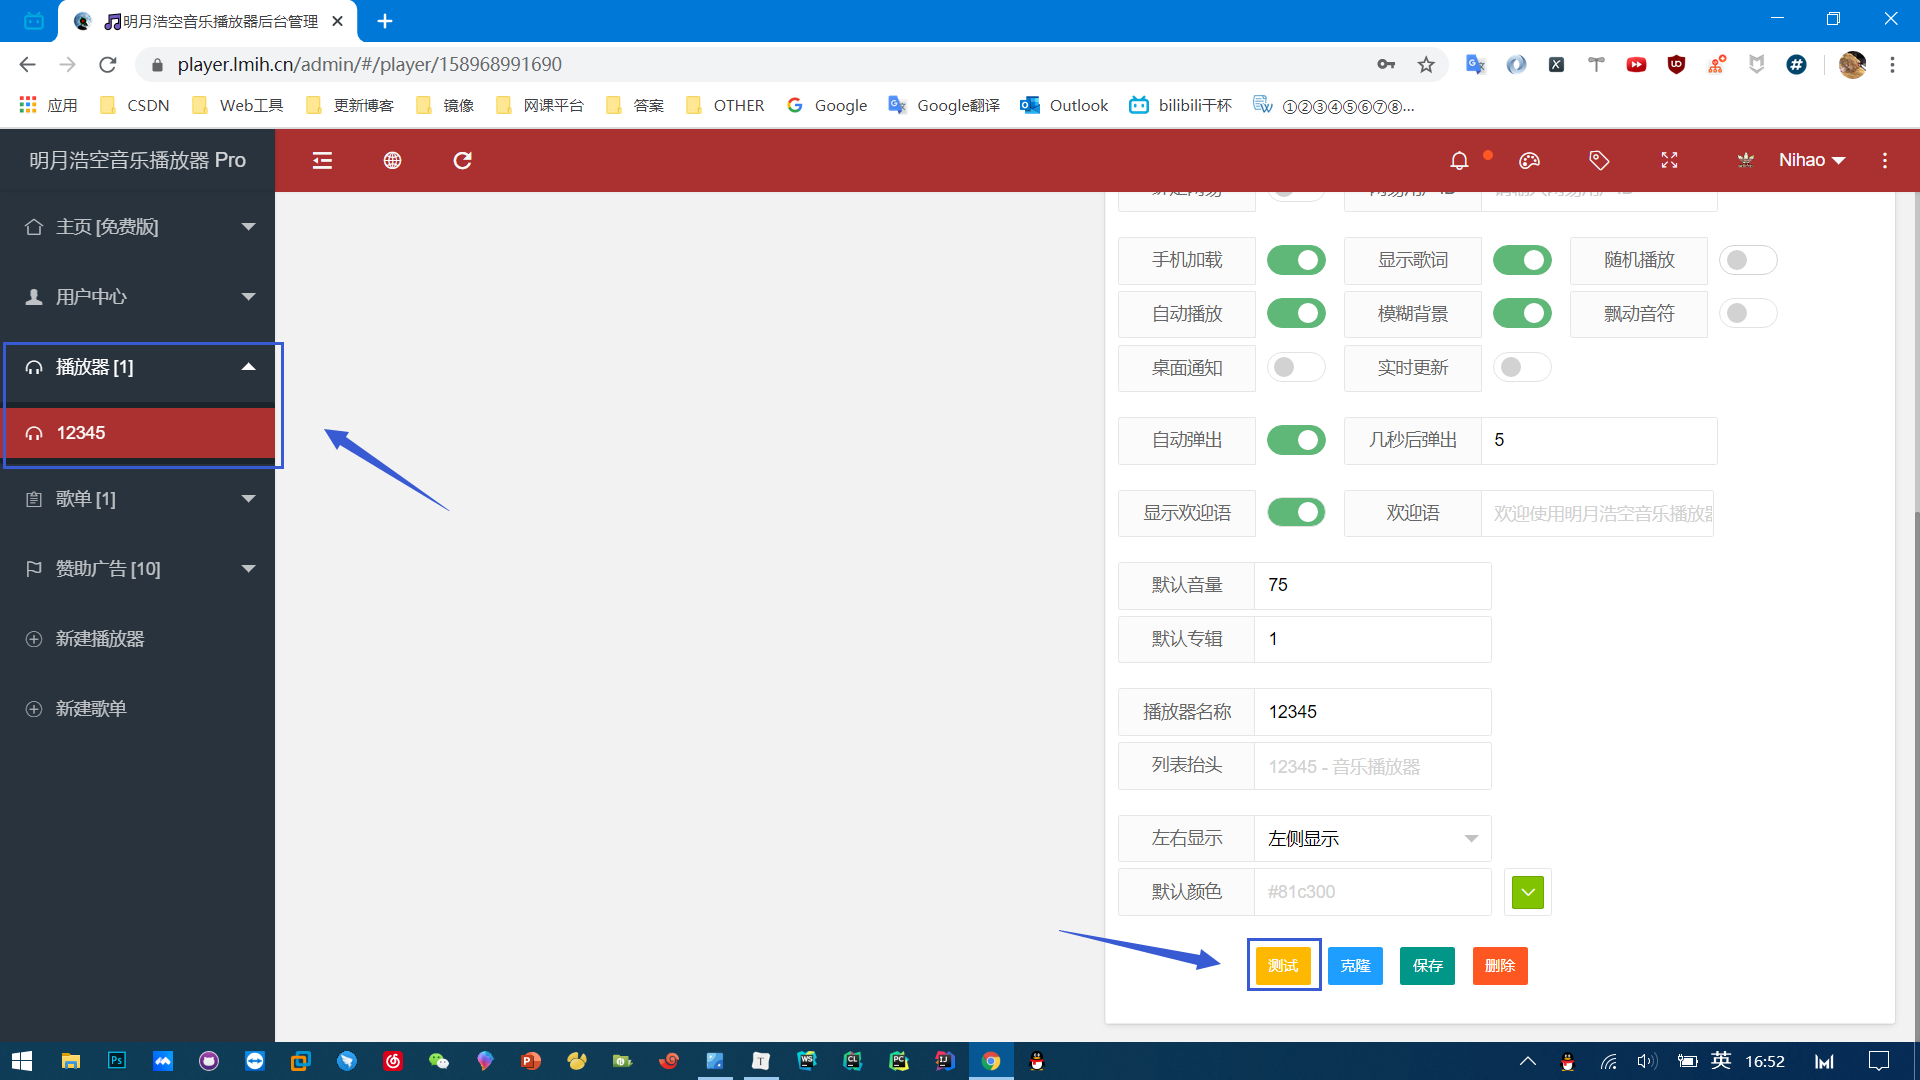 明月浩空音乐播放器后台管理
player.lmih.cn/admin/#/player/158968991690
应用
CSDN
Web工具
更新博客
镜像
网课平台
答案
OTHER
Google
Google翻译
Outlook
bilibili干杯
①②③④⑤⑥⑦⑧...
明月浩空音乐播放器 Pro
Nihao
主页 [免费版]
用户中心
播放器 [1]
12345
歌单 [1]
赞助广告 [10]
新建播放器
新建歌单
手机加载
显示歌词
随机播放
自动播放
模糊背景
飘动音符
桌面通知
实时更新
自动弹出
几秒后弹出
5
显示欢迎语
欢迎语
欢迎使用明月浩空音乐播放器
默认音量
75
默认专辑
1
播放器名称
12345
列表抬头
12345 - 音乐播放器
左右显示
左侧显示
默认颜色
#81c300
测试
克隆
保存
删除
英
16:52